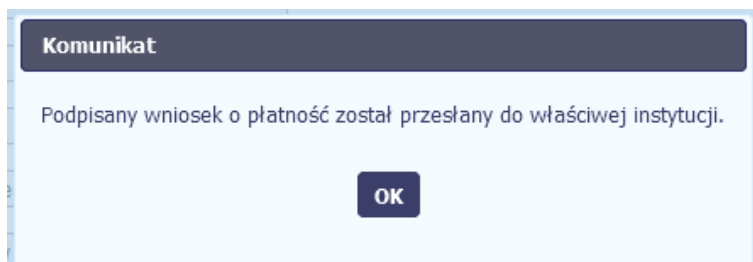 Komunikat
Podpisany wniosek o płatność został przesłany do właściwej instytucji.
OK